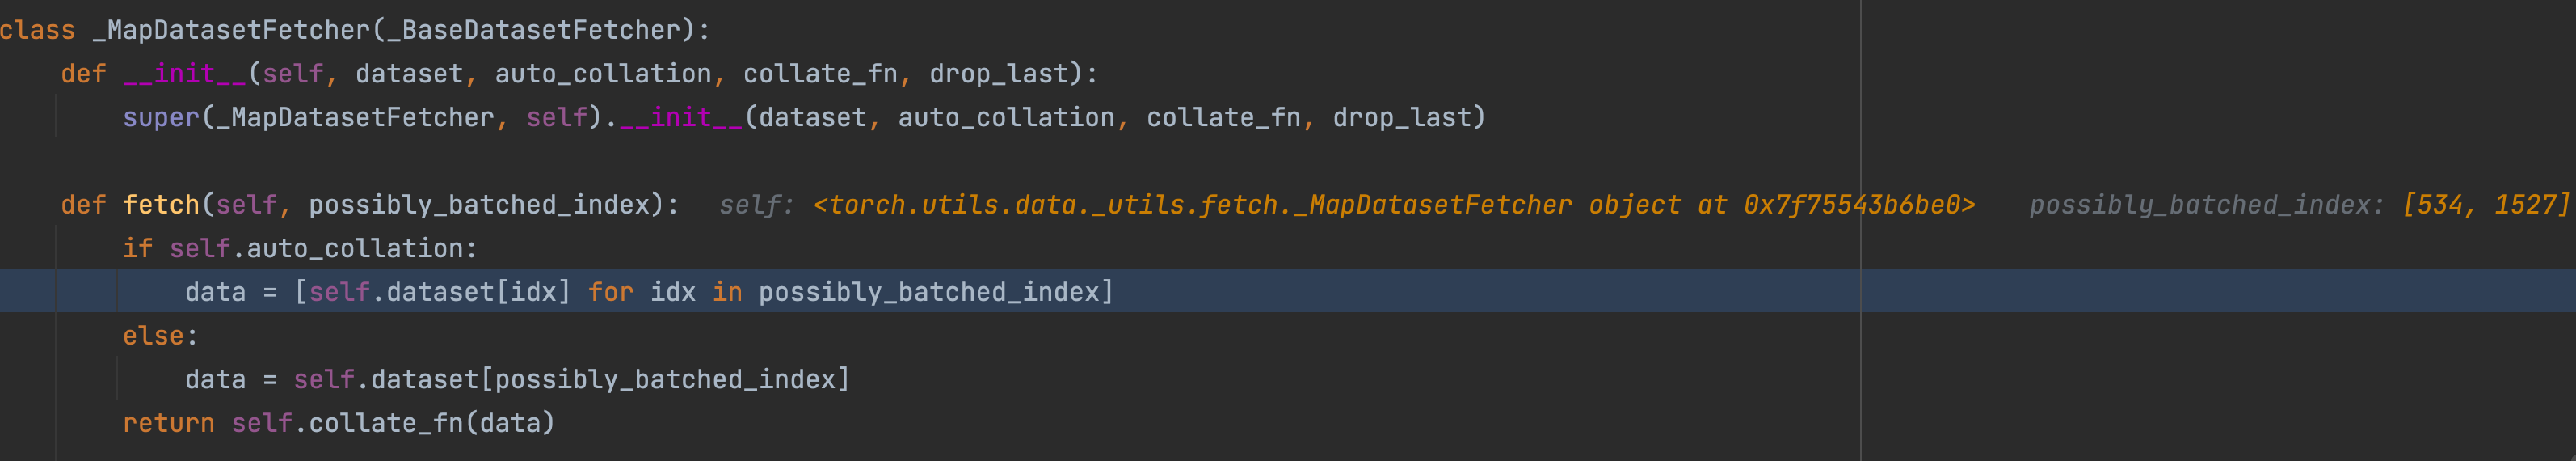 class _MapDatasetFetcher(_BaseDatasetFetcher):
    def __init__(self, dataset, auto_collation, collate_fn, drop_last):
        super(_MapDatasetFetcher, self).__init__(dataset, auto_collation, collate_fn, drop_last)
    def fetch(self, possibly_batched_index):   self: <torch.utils.data._utils.fetch._MapDatasetFetcher object at 0x7f75543b6be0>    possibly_batched_index: [534, 1527]
        if self.auto_collation:
            data = [self.dataset[idx] for idx in possibly_batched_index]
        else:
            data = self.dataset[possibly_batched_index]
        return self.collate_fn(data)